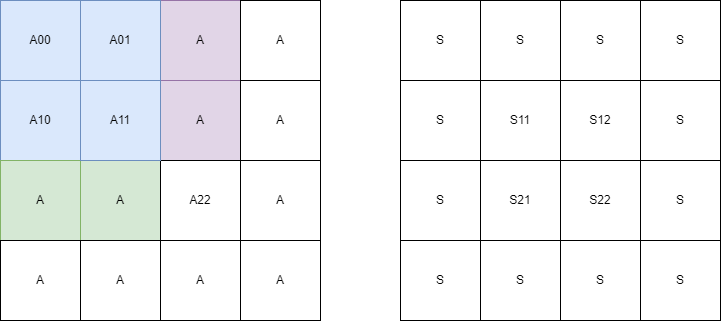 A00 A01 A A S S S S
A10 A11 A A S S11 S12 S
A A A22 A S S21 S22 S
A A A A S S S S